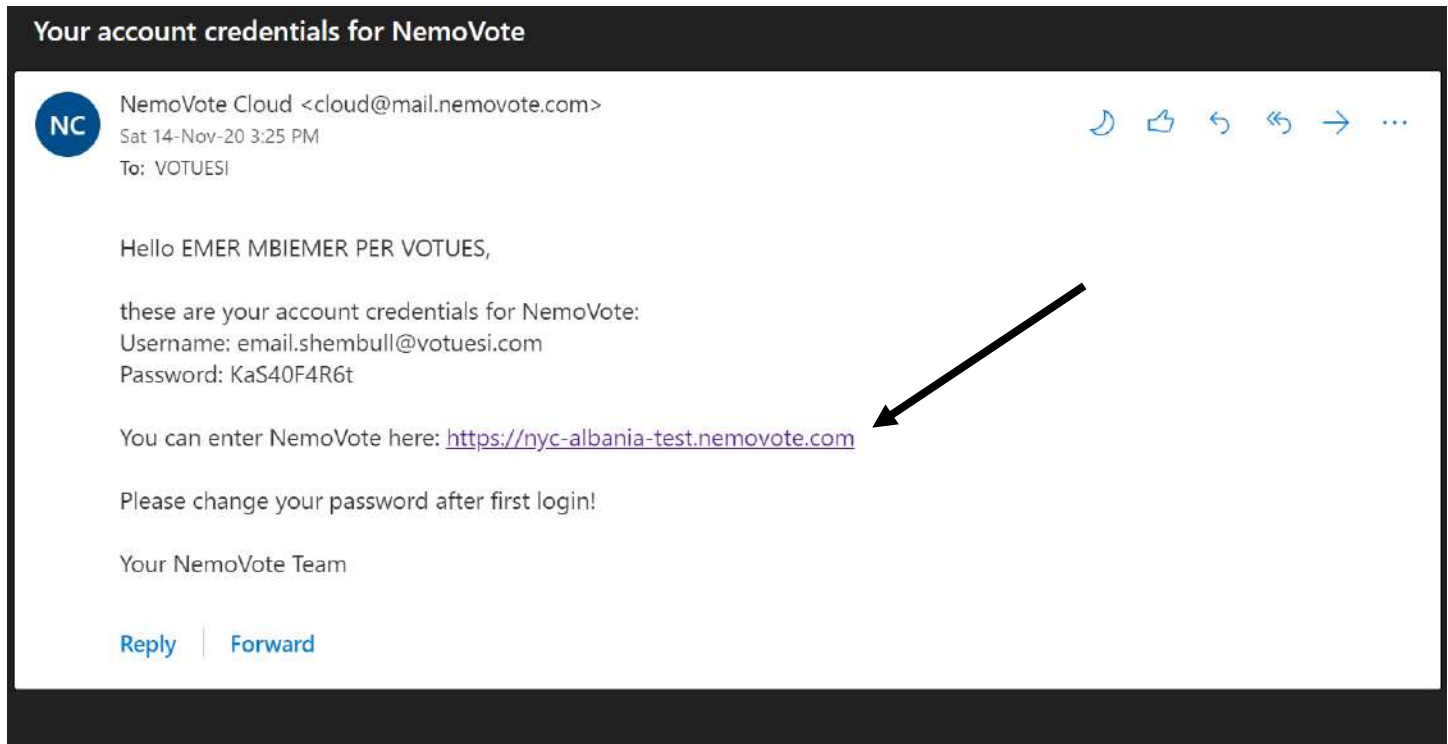 Your account credentials for NemoVote
NC
NemoVote Cloud <cloud@mail.nemovote.com>
Sat 14-Nov-20 3:25 PM
To: VOTUESI
Hello EMER MBIEMER PER VOTUES,
these are your account credentials for NemoVote:
Username: email.shembull@votuesi.com
Password: KaS40F4R6t
You can enter NemoVote here: https://nyc-albania-test.nemovote.com
Please change your password after first login!
Your NemoVote Team
Reply Forward